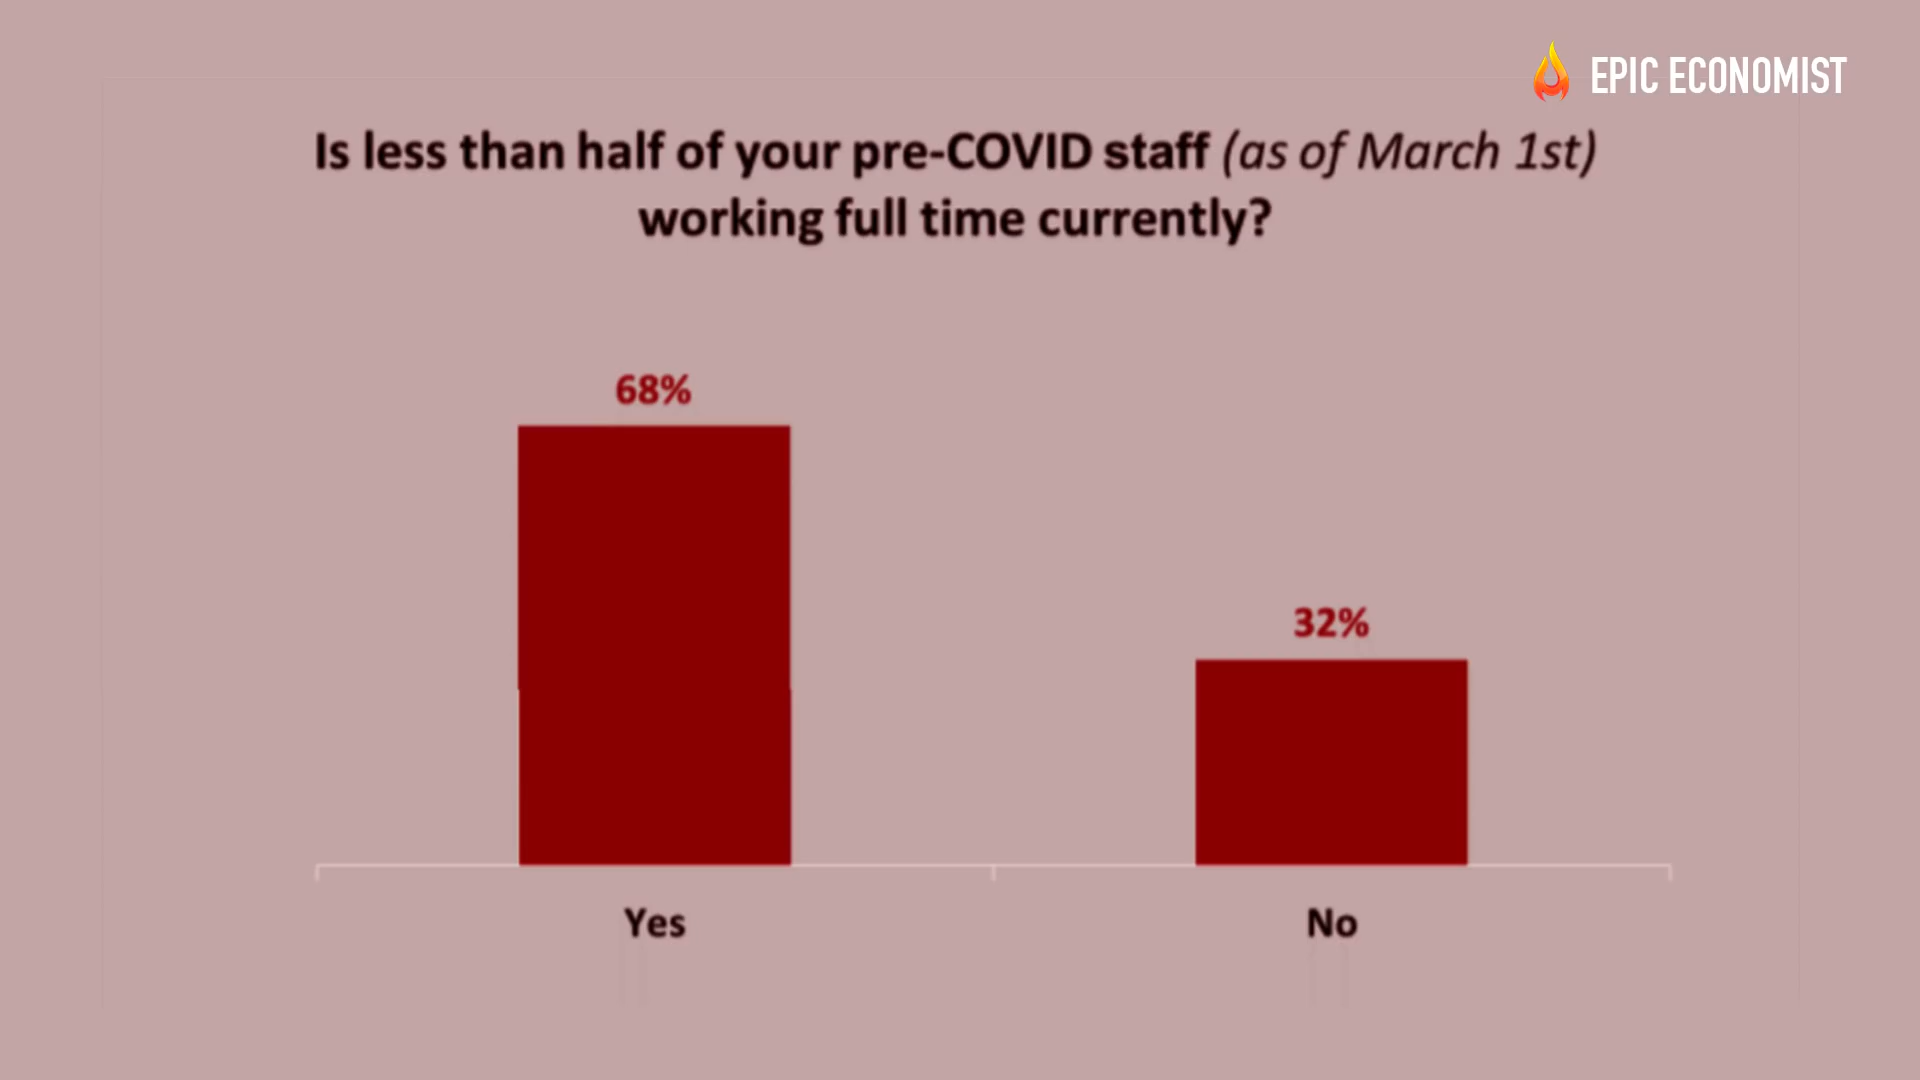 EPIC ECONOMIST
Is less than half of your pre-COVID staff (as of March 1st)
working full time currently?
68%
32%
Yes
No